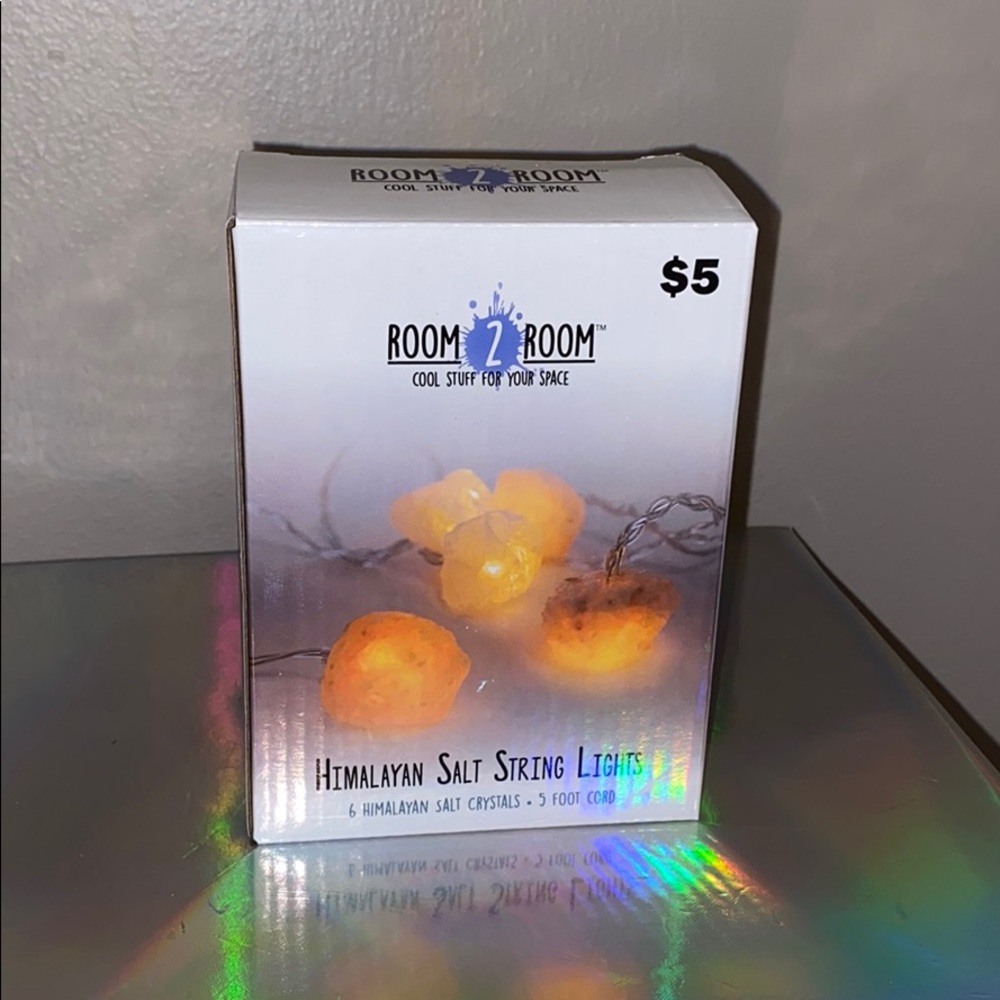 ROOM 2 ROOM
COOL STUFF FOR YOUR SPACE
$5
ROOM 2 ROOM™
COOL STUFF FOR YOUR SPACE
HIMALAYAN SALT STRING LIGHTS
6 HIMALAYAN SALT CRYSTALS • 5 FOOT CORD